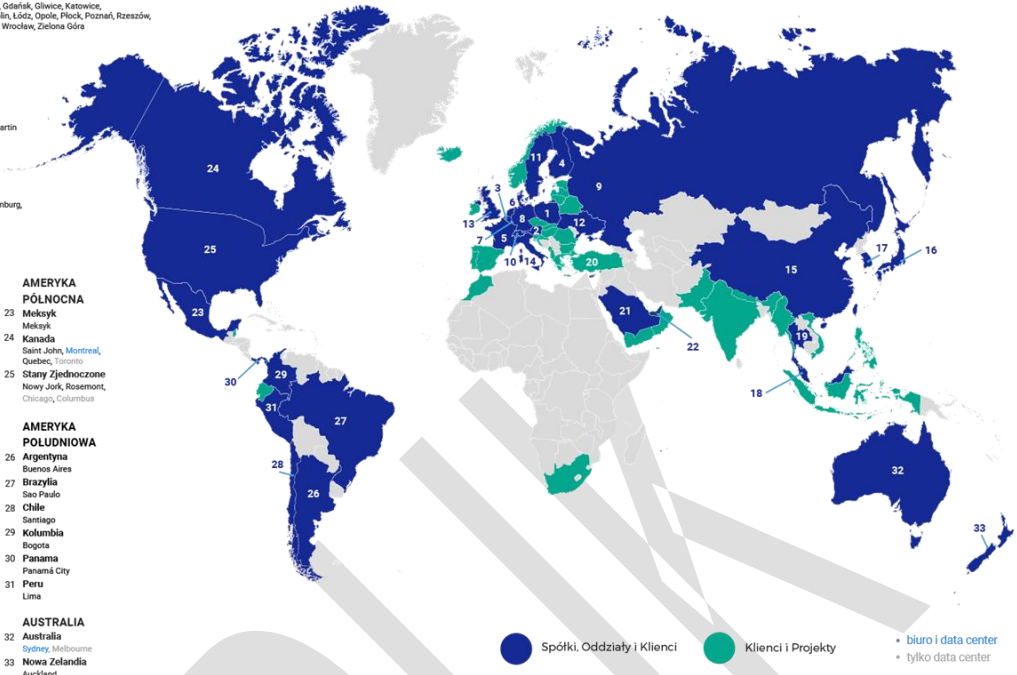 , Gdańsk, Gliwice, Katowice,
lin, Łódz, Opole, Płock, Poznań, Rzeszów,
Wrocław, Zielona Góra
artin
nburg,
AMERYKA
PÓŁNOCNA
23 Meksyk
Meksyk
24 Kanada
Saint John, Montreal,
Quebec, Toronto
25 Stany Zjednoczone
Nowy Jork, Rosemont,
Chicago, Columbus
AMERYKA
POŁUDNIOWA
26 Argentyna
Buenos Aires
27 Brazylia
Sao Paulo
28 Chile
Santiago
29 Kolumbia
Bogota
30 Panama
Panamá City
31 Peru
Lima
AUSTRALIA
32 Australia
Sydney, Melbourne
33 Nowa Zelandia
Auckland
24
25
23
30
29
31
27
28
26
11
4
3
6
9
13
8
1
12
7
5
2
10
14
20
21
22
15
17
16
19
18
32
33
Spółki, Oddziały i Klienci
Klienci i Projekty
• biuro i data center
• tylko data center